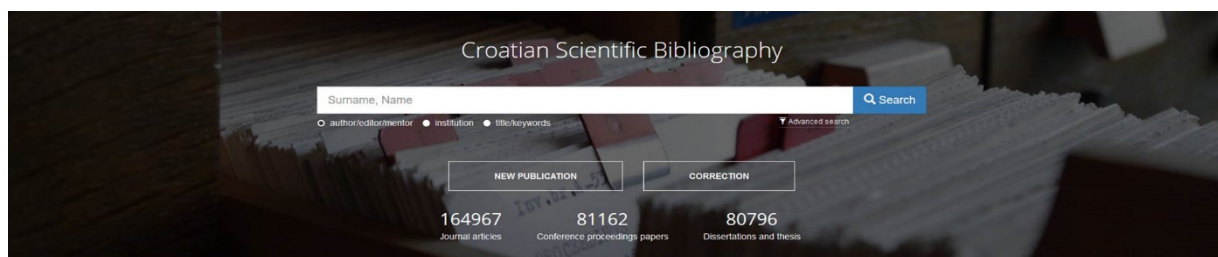 Croatian Scientific Bibliography
Surname, Name
Search
author/editor/mentor institution title/keywords
Advanced search
NEW PUBLICATION CORRECTION
164967 81162 80796
Journal articles Conference proceedings papers Dissertations and thesis